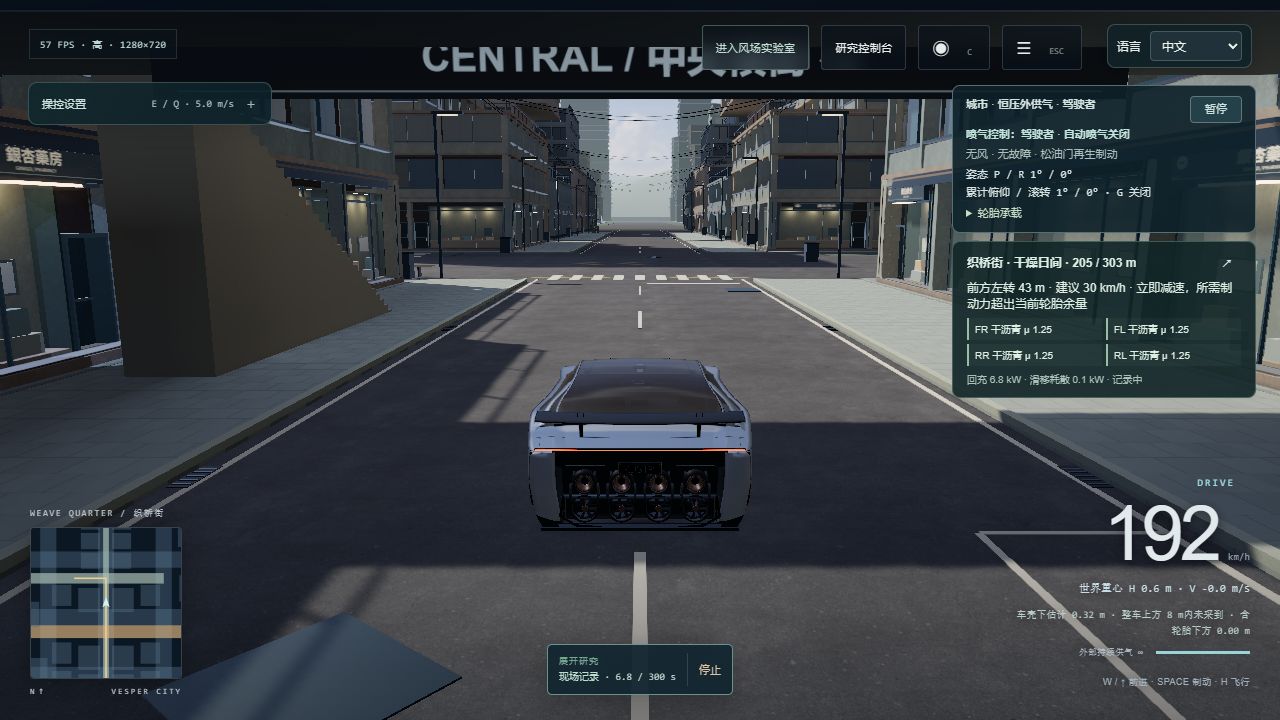 57 FPS · 高 · 1280×720
CENTRAL / 中央
进入风场实验室
研究控制台
C
ESC
语言 中文
操控设置 E / Q · 5.0 m/s +
銀杏薬房
城市 · 恒压外供气 · 驾驶者
暂停
喷气控制： 驾驶者 · 自动喷气关闭
无风 · 无故障 · 松油门再生制动
姿态 P / R 1° / 0°
累计俯仰 / 滚转 1° / 0° · G 关闭
▶ 轮胎承载
织桥街 · 干燥日间 · 205 / 303 m ↗
前方左转 43 m · 建议 30 km/h · 立即减速，所需制
动力超出当前轮胎余量
FR 干沥青 μ 1.25
FL 干沥青 μ 1.25
RR 干沥青 μ 1.25
RL 干沥青 μ 1.25
回充 6.8 kW · 滑移耗散 0.1 kW · 记录中
DRIVE
192 km/h
世界重心 H 0.6 m · V -0.0 m/s
车壳下估计 0.32 m · 整车上方 8 m内未采到 · 含
轮胎下方 0.00 m
外部持续供气 ∞
W / ↑ 前进 · SPACE 制动 · H 飞行
WEAVE QUARTER / 织桥街
N ↑ VESPER CITY
展开研究
现场记录 · 6.8 / 300 s
停止